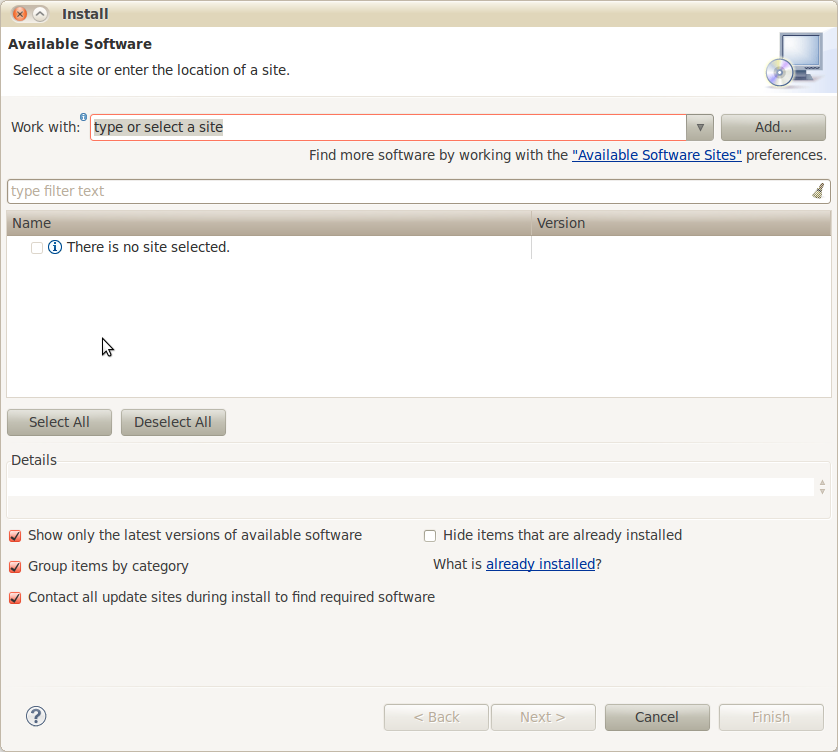 Install
Available Software
Select a site or enter the location of a site.
Work with: type or select a site Add...
Find more software by working with the "Available Software Sites" preferences.
type filter text
Name Version
There is no site selected.
Select All Deselect All
Details
Show only the latest versions of available software Hide items that are already installed
Group items by category What is already installed?
Contact all update sites during install to find required software
? < Back Next > Cancel Finish